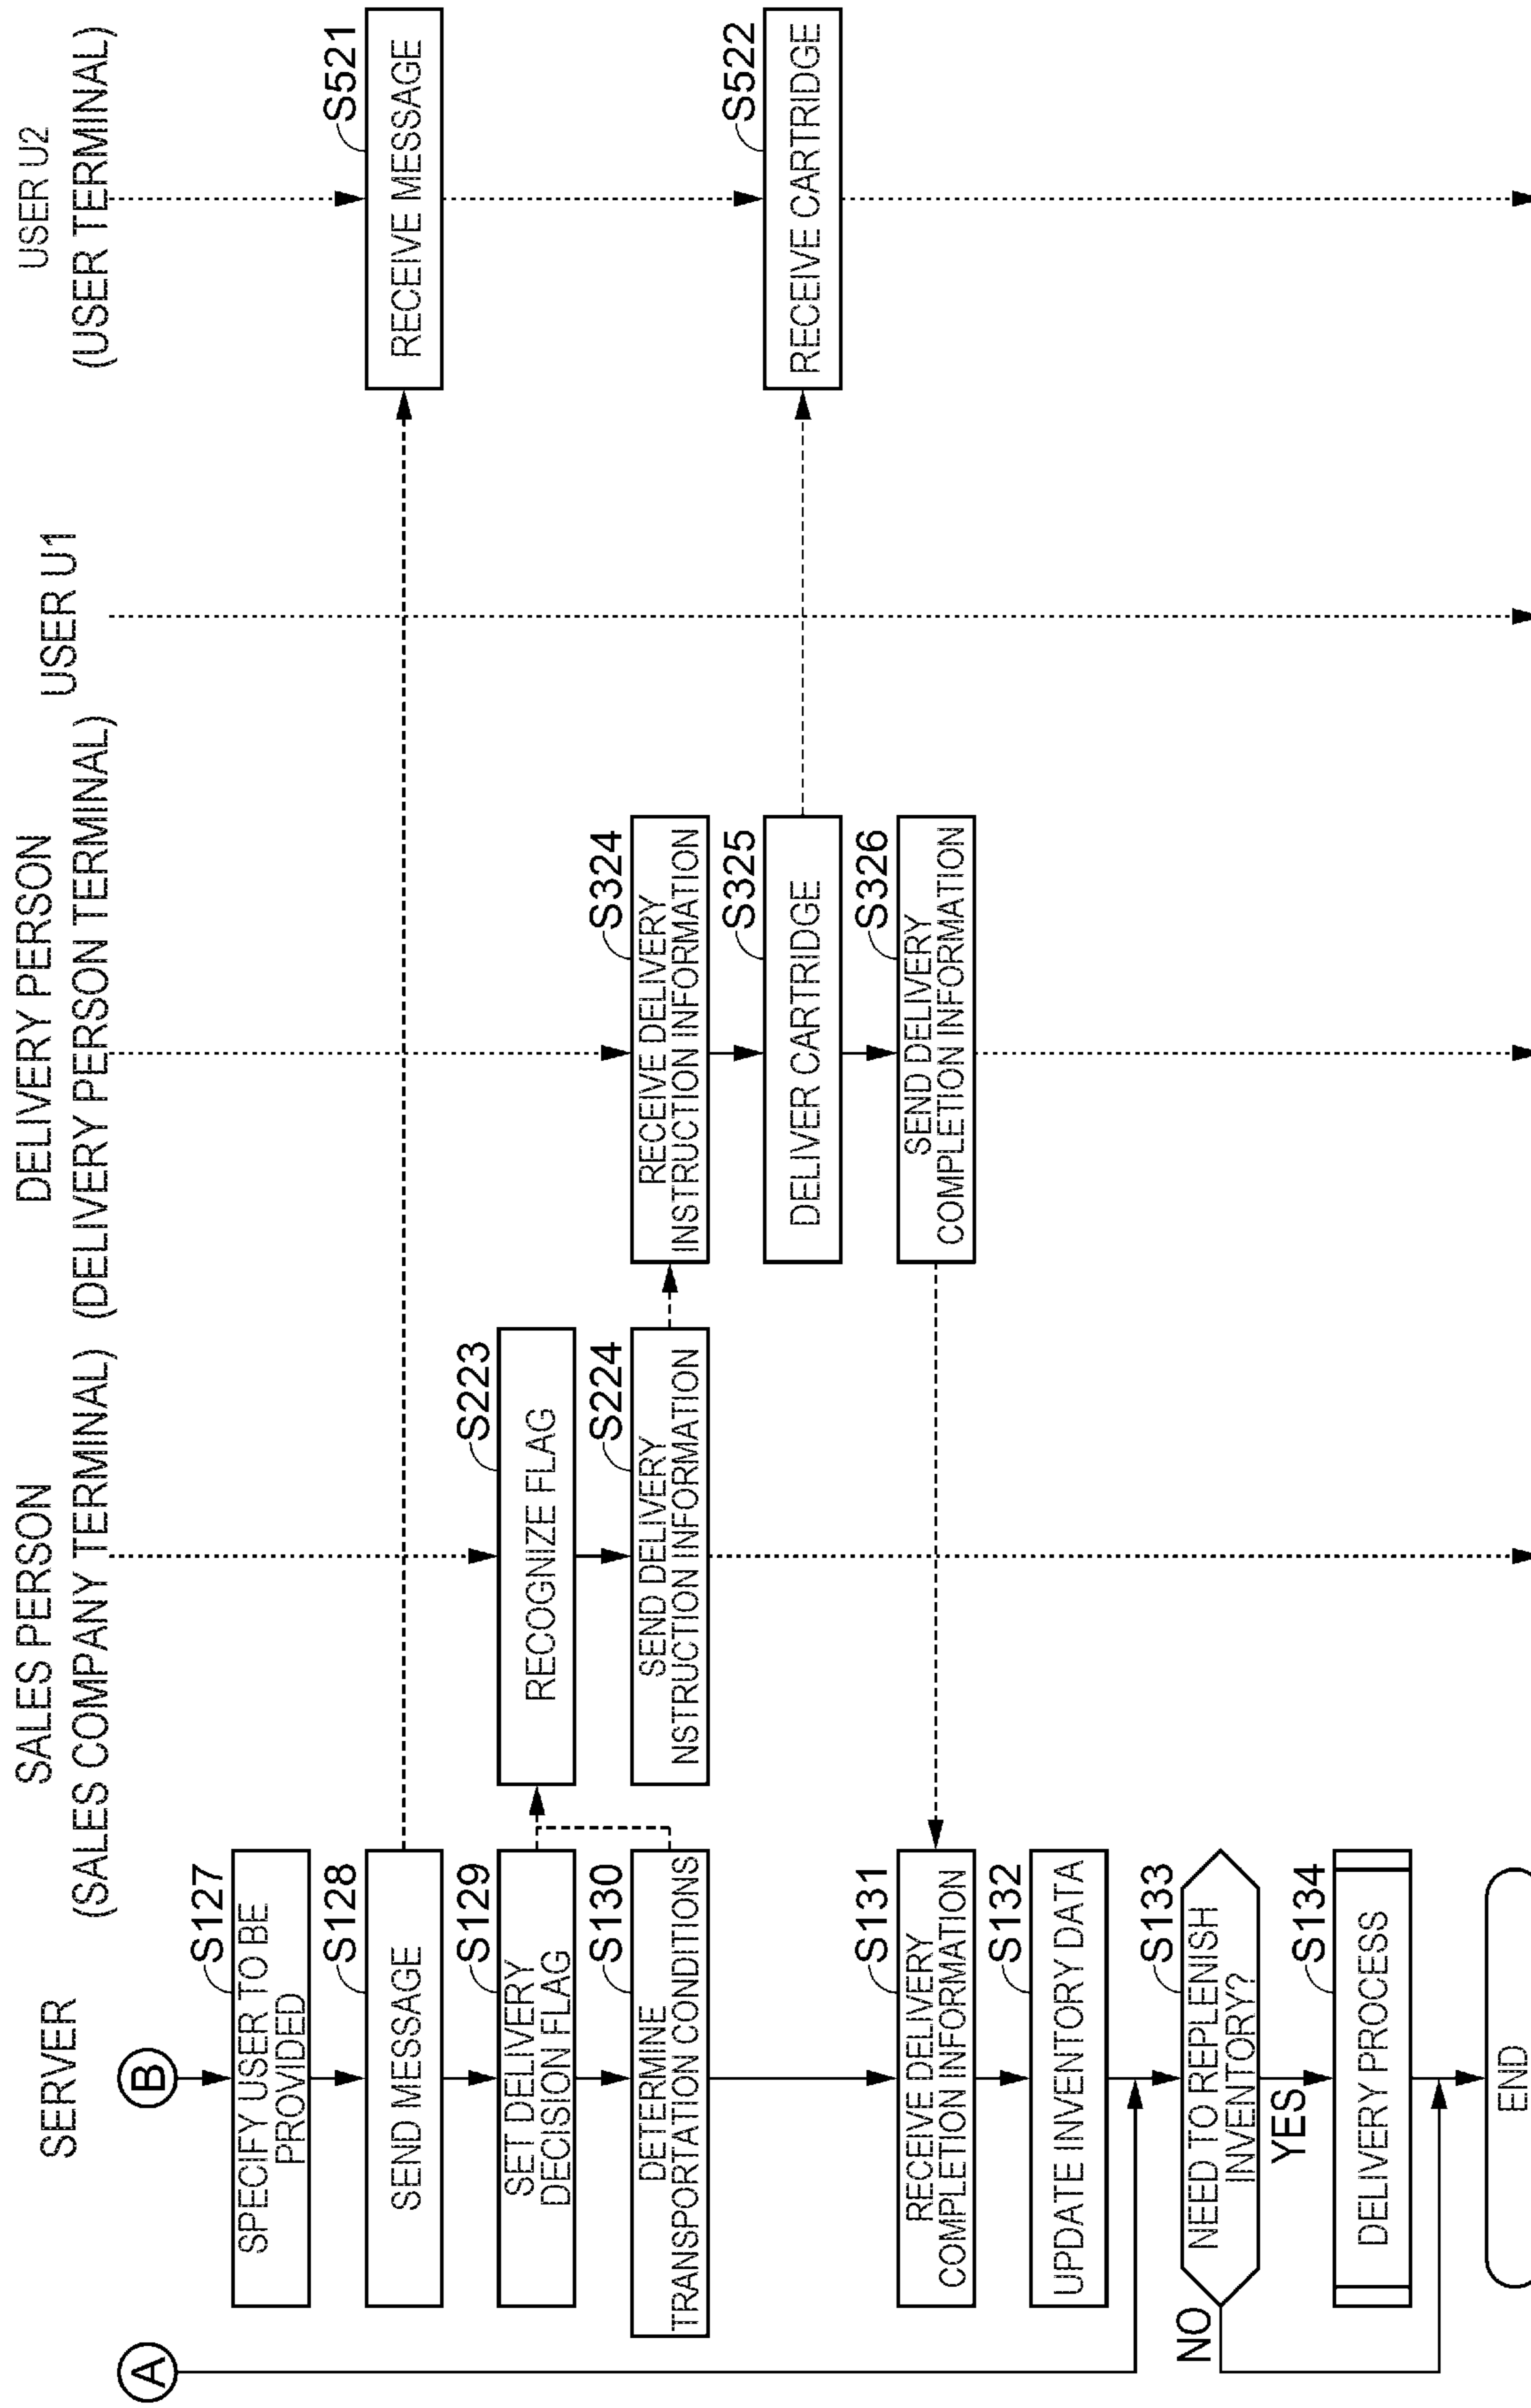 SERVER
SALES PERSON
(SALES COMPANY TERMINAL)
DELIVERY PERSON
(DELIVERY PERSON TERMINAL)
USER U1
USER U2
(USER TERMINAL)
A
B
S127
SPECIFY USER TO BE
PROVIDED
S128
SEND MESSAGE
S521
RECEIVE MESSAGE
S129
SET DELIVERY
DECISION FLAG
S223
RECOGNIZE FLAG
S130
DETERMINE
TRANSPORTATION CONDITIONS
S224
SEND DELIVERY
NSTRUCTION INFORMATION
S324
RECEIVE DELIVERY
INSTRUCTION INFORMATION
S325
DELIVER CARTRIDGE
S522
RECEIVE CARTRIDGE
S326
SEND DELIVERY
COMPLETION INFORMATION
S131
RECEIVE DELIVERY
COMPLETION INFORMATION
S132
UPDATE INVENTORY DATA
S133
NEED TO REPLENISH
INVENTORY?
NO
YES
S134
DELIVERY PROCESS
END